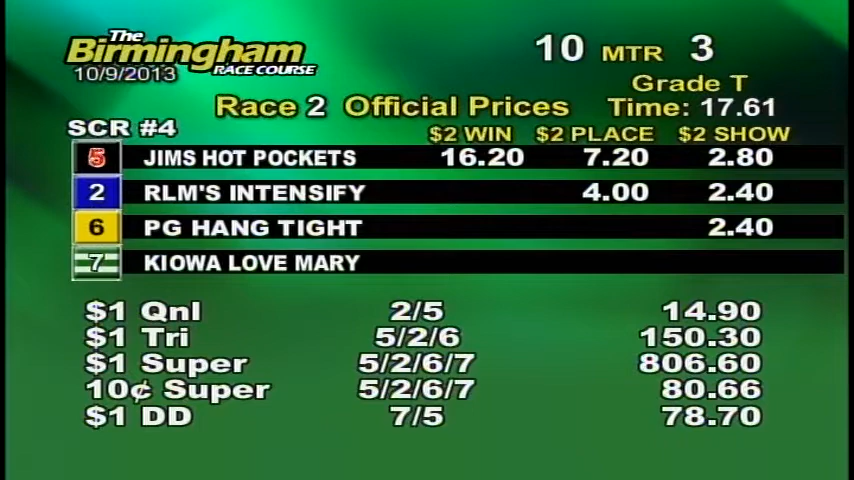 The
Birmingham
RACE COURSE
10/9/2013
10 MTR 3
Grade T
Race 2 Official Prices Time: 17.61
SCR #4
$2 WIN $2 PLACE $2 SHOW
5 JIMS HOT POCKETS 16.20 7.20 2.80
2 RLM'S INTENSIFY 4.00 2.40
6 PG HANG TIGHT 2.40
7 KIOWA LOVE MARY
$1 Qnl 2/5 14.90
$1 Tri 5/2/6 150.30
$1 Super 5/2/6/7 806.60
10¢ Super 5/2/6/7 80.66
$1 DD 7/5 78.70